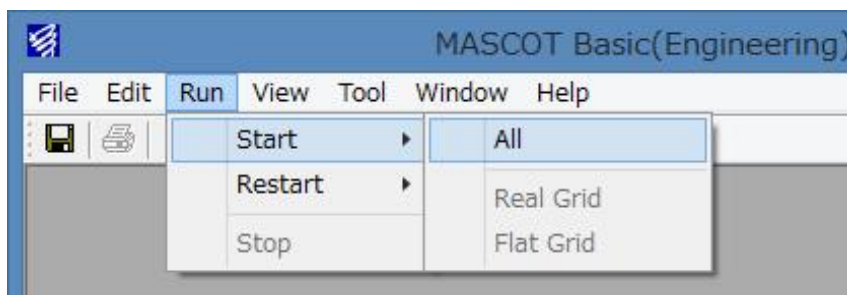 MASCOT Basic(Engineering)
File Edit Run View Tool Window Help
Start All
Restart Real Grid
Stop Flat Grid